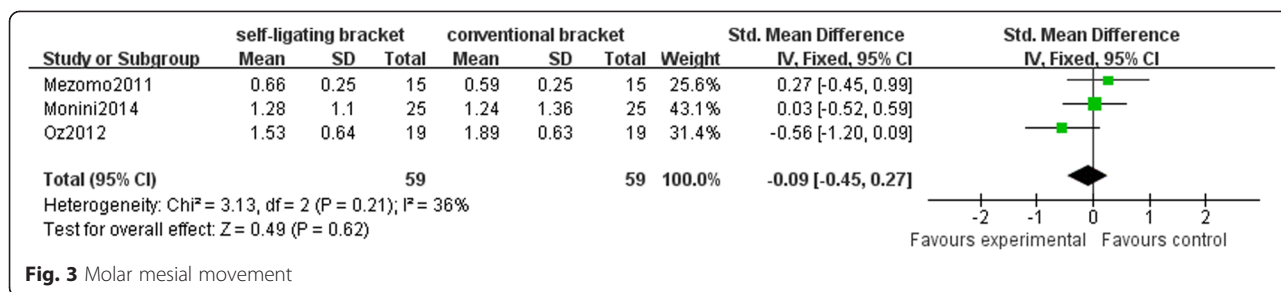 self-ligating bracket conventional bracket Std. Mean Difference Std. Mean Difference
Study or Subgroup Mean SD Total Mean SD Total Weight IV, Fixed, 95% CI IV, Fixed, 95% CI
Mezomo2011 0.66 0.25 15 0.59 0.25 15 25.6% 0.27 [-0.45, 0.99]
Monini2014 1.28 1.1 25 1.24 1.36 25 43.1% 0.03 [-0.52, 0.59]
Oz2012 1.53 0.64 19 1.89 0.63 19 31.4% -0.56 [-1.20, 0.09]
Total (95% CI) 59 59 100.0% -0.09 [-0.45, 0.27]
Heterogeneity: Chi² = 3.13, df = 2 (P = 0.21); I² = 36%
Test for overall effect: Z = 0.49 (P = 0.62)
-2 -1 0 1 2
Favours experimental Favours control
Fig. 3 Molar mesial movement